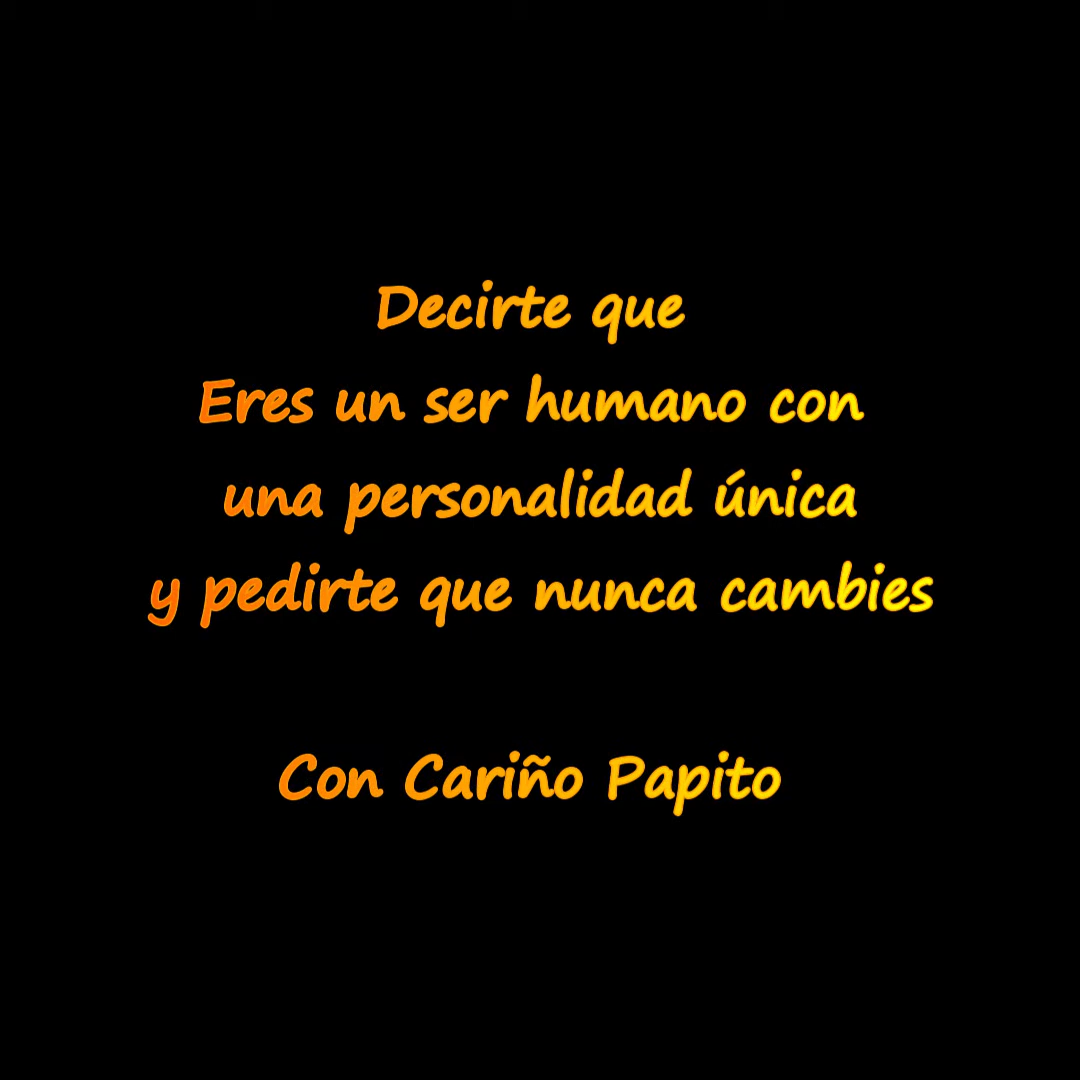 Decirte que
Eres un ser humano con
una personalidad única
y pedirte que nunca cambies
Con Cariño Papito